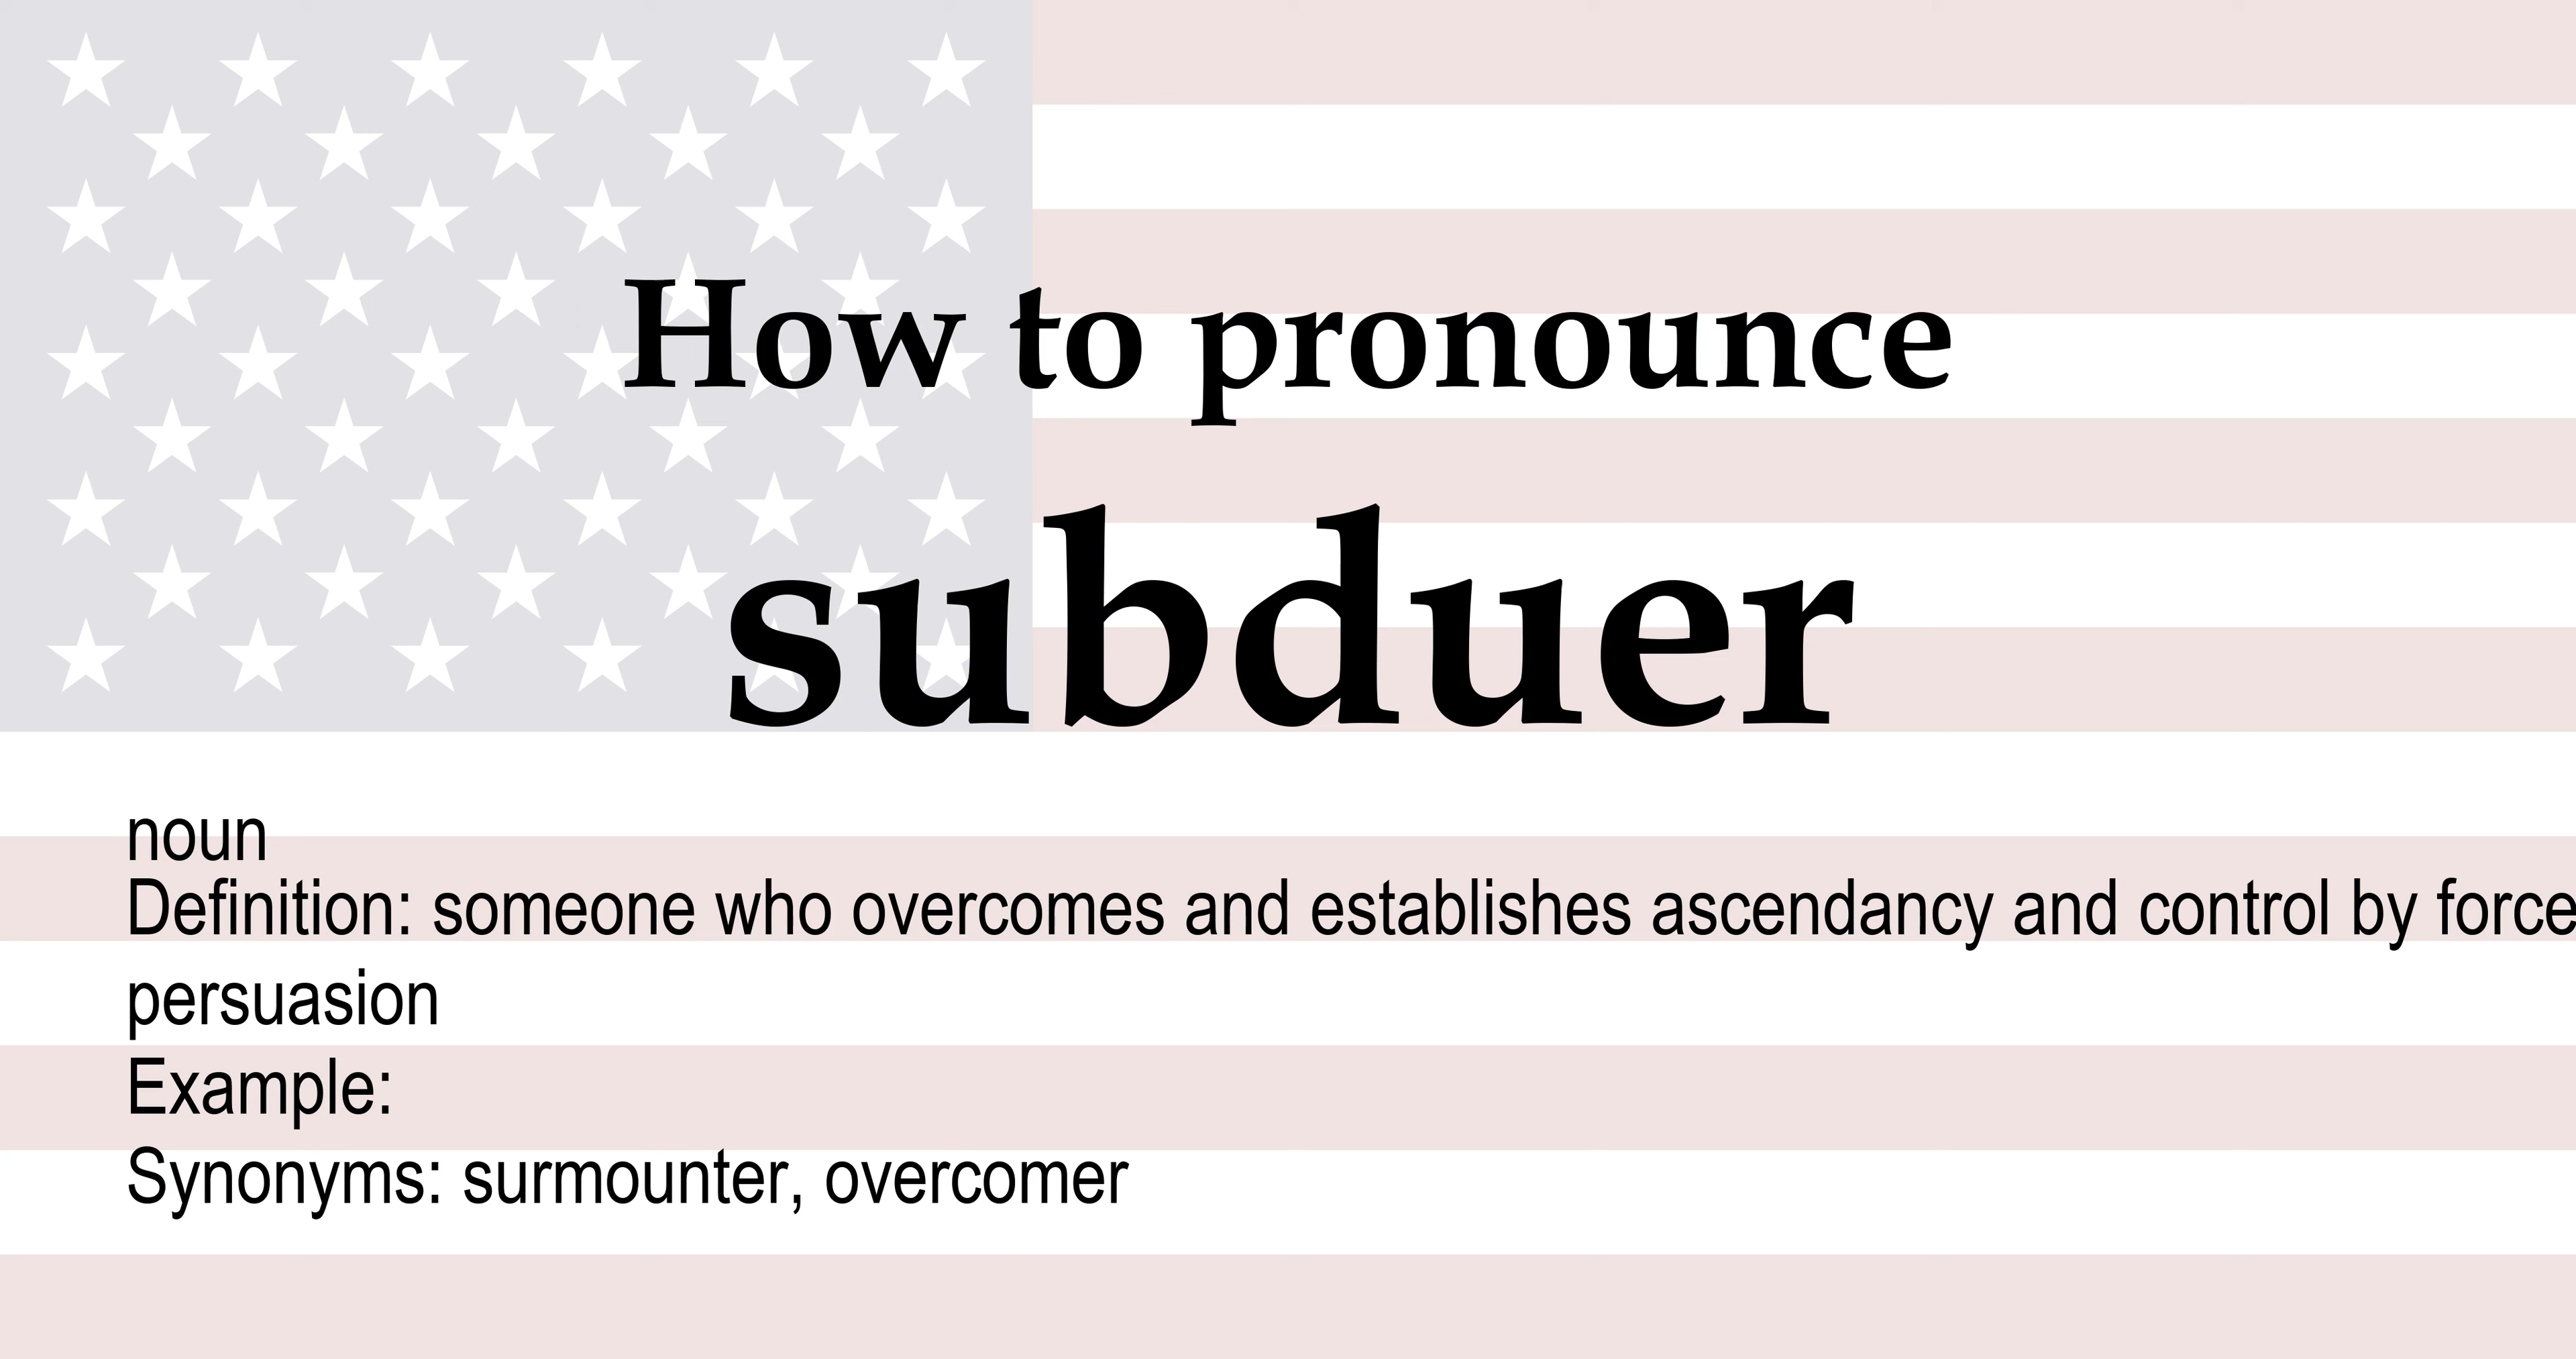 How to pronounce
subduer
noun
Definition: someone who overcomes and establishes ascendancy and control by force
persuasion
Example:
Synonyms: surmounter, overcomer